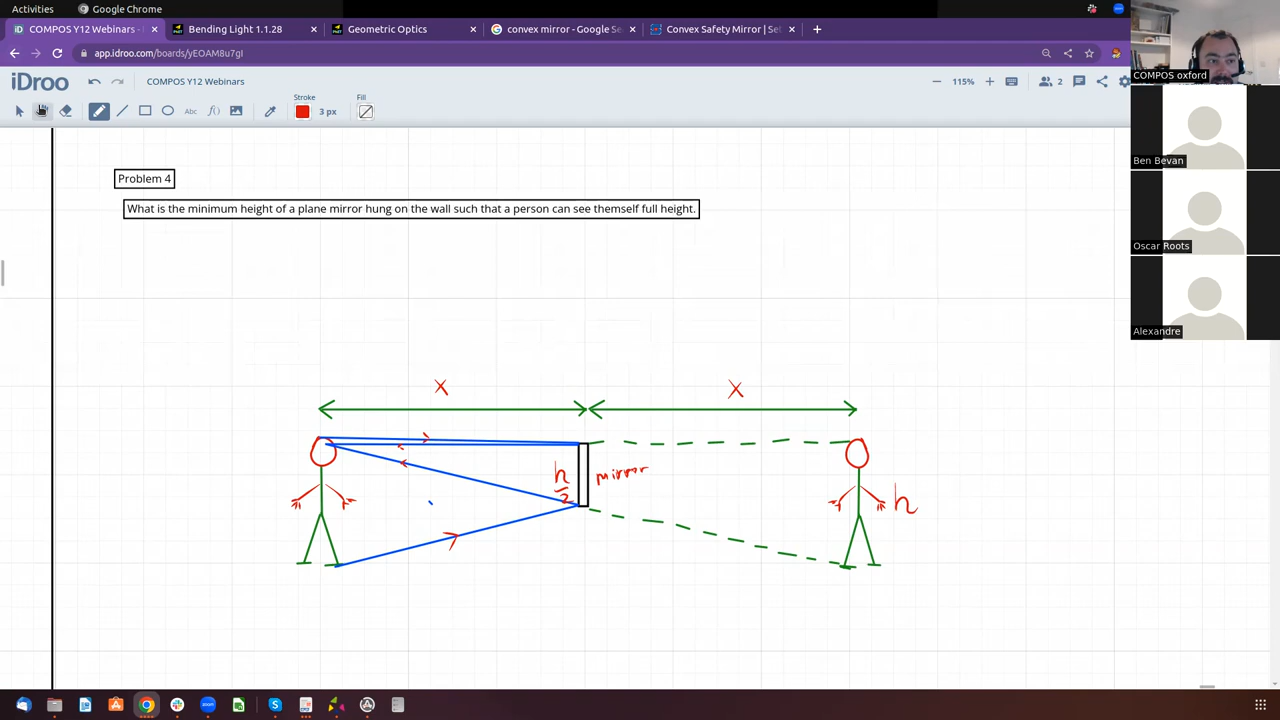 Activities
Google Chrome
COMPOS Y12 Webinars
Bending Light 1.1.28
Geometric Optics
convex mirror - Google Se
Convex Safety Mirror | Se
app.idroo.com/boards/yEOAM8u7gI
iDroo
COMPOS Y12 Webinars
115%
2
Stroke
Fill
Abc
f()
3 px
COMPOS oxford
Ben Bevan
Oscar Roots
Alexandre
Problem 4
What is the minimum height of a plane mirror hung on the wall such that a person can see themself full height.
x
x
h/2
mirror
h